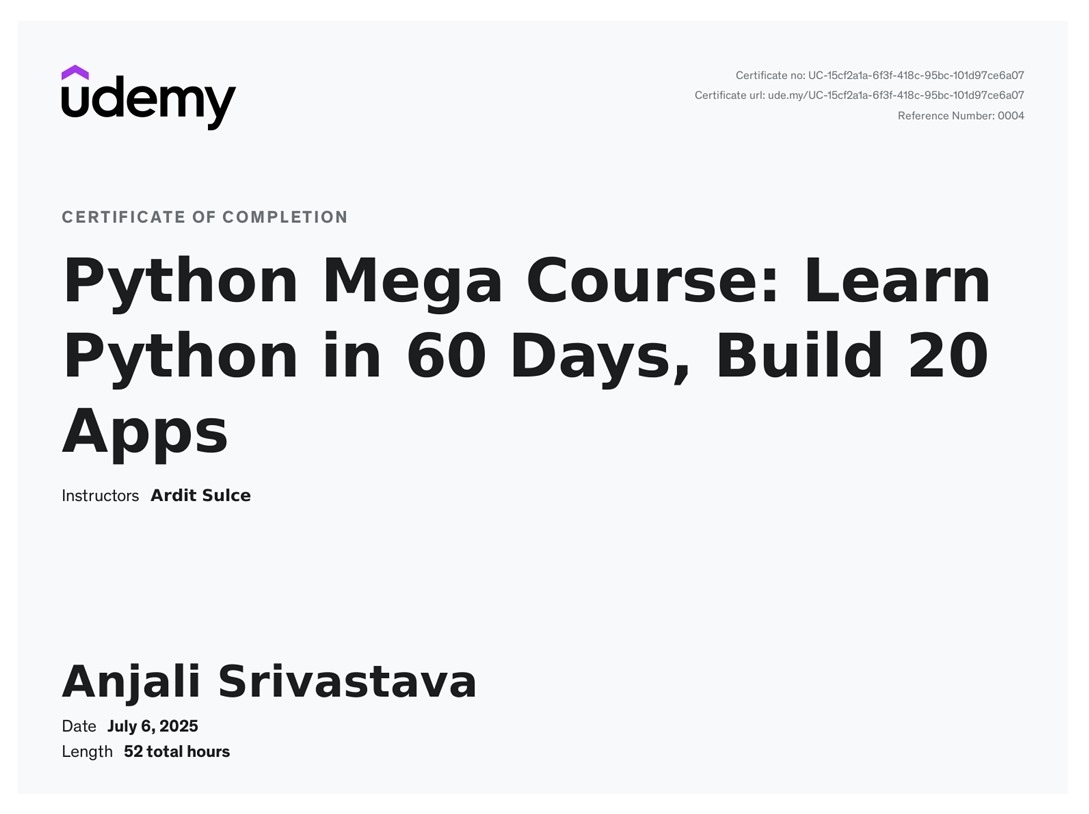 udemy
Certificate no: UC-15cf2a1a-6f3f-418c-95bc-101d97ce6a07
Certificate url: ude.my/UC-15cf2a1a-6f3f-418c-95bc-101d97ce6a07
Reference Number: 0004
CERTIFICATE OF COMPLETION
Python Mega Course: Learn
Python in 60 Days, Build 20
Apps
Instructors Ardit Sulce
Anjali Srivastava
Date July 6, 2025
Length 52 total hours